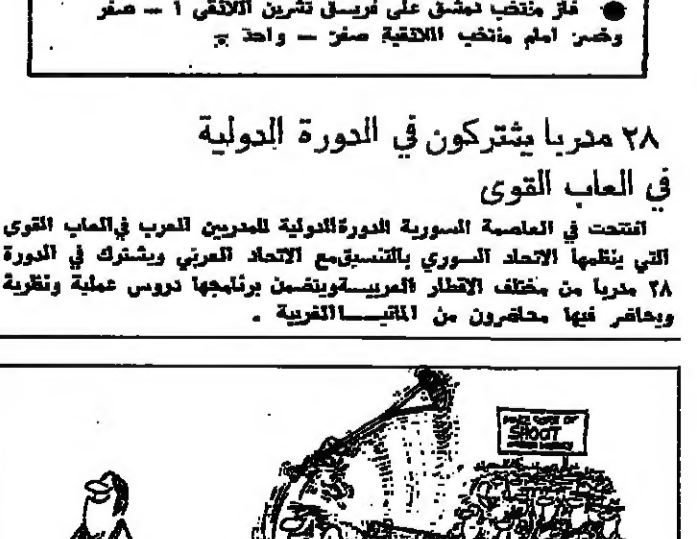 ● فاز منتخب دمشق على فريق تشرين اللاذقي ١ — صفر
وخسر امام منتخب اللاذقية صفر — واحد
٢٨ مدربا يشتركون في الدورة الدولية
في العاب القوى
افتتحت في العاصمة السورية الدورة الدولية للمدربين العرب في العاب القوى
التي ينظمها الاتحاد السوري بالتنسيق مع الاتحاد العربي ويشترك في الدورة
٢٨ مدربا من مختلف الاقطار العربيـــة ويتضمن برنامجها دروس عملية ونظرية
ويحاضر فيها محاضرون من المانيـــا الغربية .
SHOOT